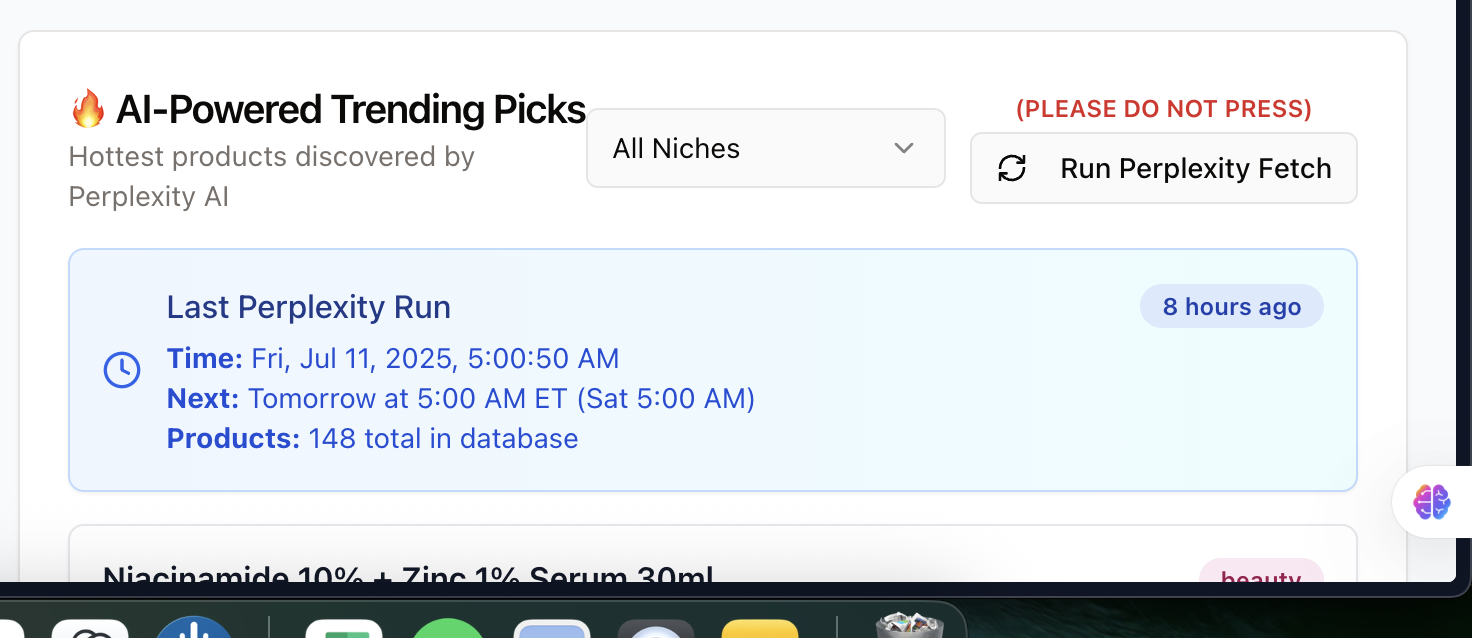 🔥 AI-Powered Trending Picks
Hottest products discovered by
Perplexity AI
All Niches
(PLEASE DO NOT PRESS)
Run Perplexity Fetch
Last Perplexity Run
8 hours ago
Time: Fri, Jul 11, 2025, 5:00:50 AM
Next: Tomorrow at 5:00 AM ET (Sat 5:00 AM)
Products: 148 total in database
Niacinamide 10% + Zinc 1% Serum 30ml
beauty